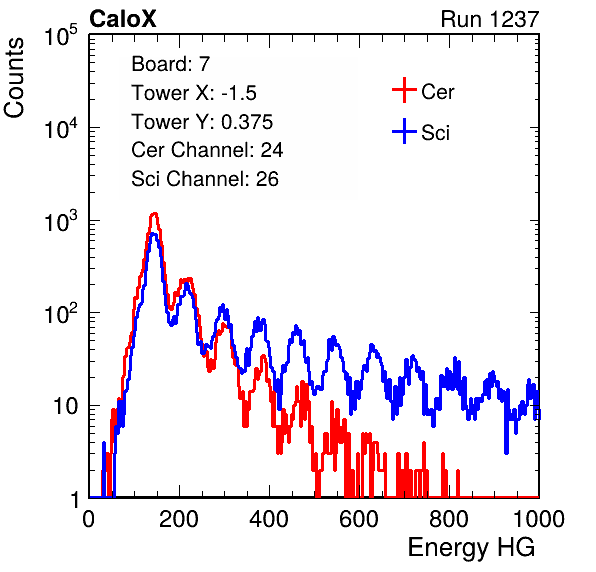 CaloX Run 1237
Counts
10^5
10^4
10^3
10^2
10
1
Board: 7
Tower X: -1.5
Tower Y: 0.375
Cer Channel: 24
Sci Channel: 26
Cer
Sci
0 200 400 600 800 1000
Energy HG